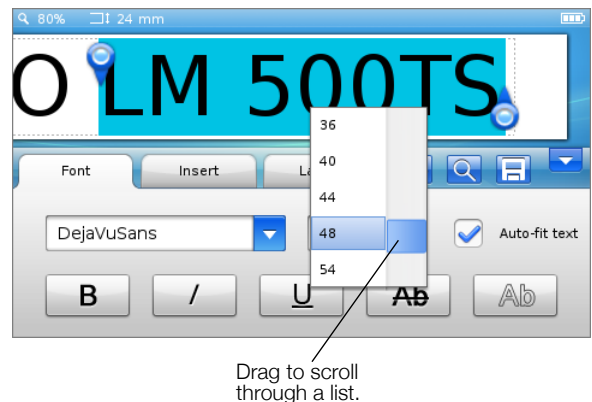 80% 24 mm
O LM 500TS
36
40
44
48
54
Font Insert La
DejaVuSans
Auto-fit text
B I U Ab Ab
Drag to scroll
through a list.